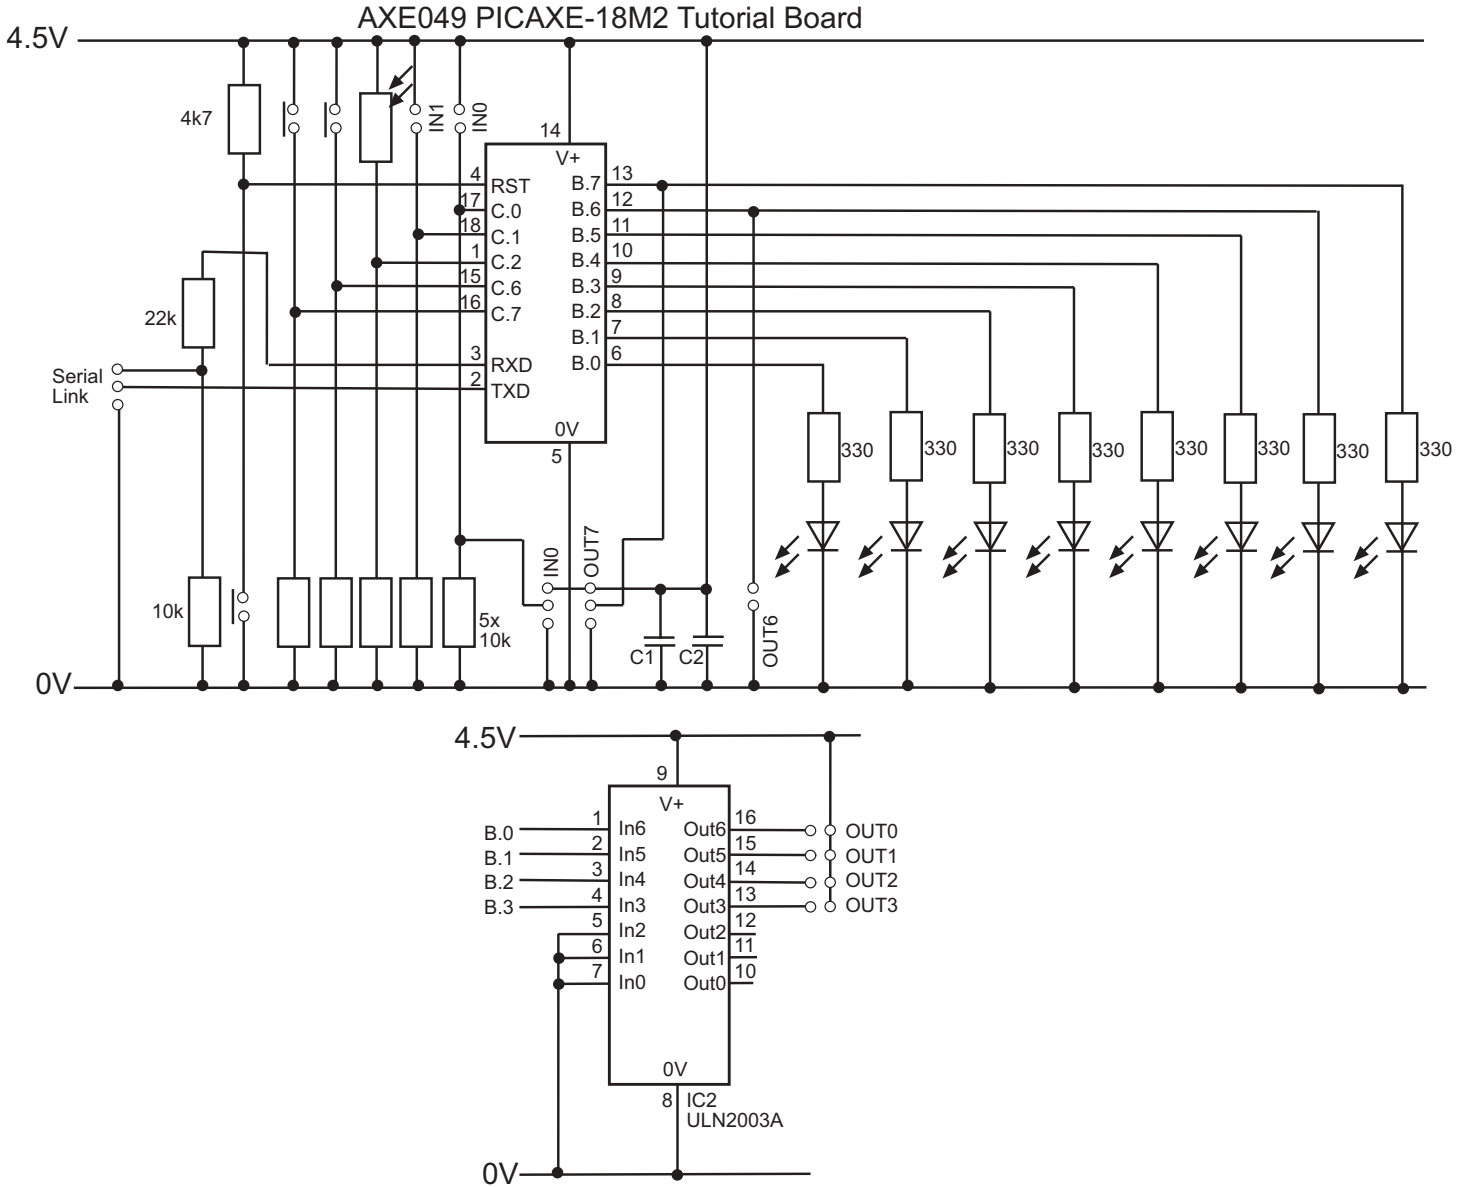 AXE049 PICAXE-18M2 Tutorial Board
4.5V
4k7
IN1
IN0
14
V+
4
RST
17
C.0
18
C.1
1
C.2
15
C.6
16
C.7
3
RXD
2
TXD
0V
5
B.7
13
B.6
12
B.5
11
B.4
10
B.3
9
B.2
8
B.1
7
B.0
6
22k
Serial
Link
330
330
330
330
330
330
330
330
10k
5x
10k
IN0
OUT7
C1
C2
OUT6
0V
4.5V
9
V+
B.0
1
In6
Out6
16
OUT0
B.1
2
In5
Out5
15
OUT1
B.2
3
In4
Out4
14
OUT2
B.3
4
In3
Out3
13
OUT3
5
In2
Out2
12
6
In1
Out1
11
7
In0
Out0
10
0V
8
IC2
ULN2003A
0V